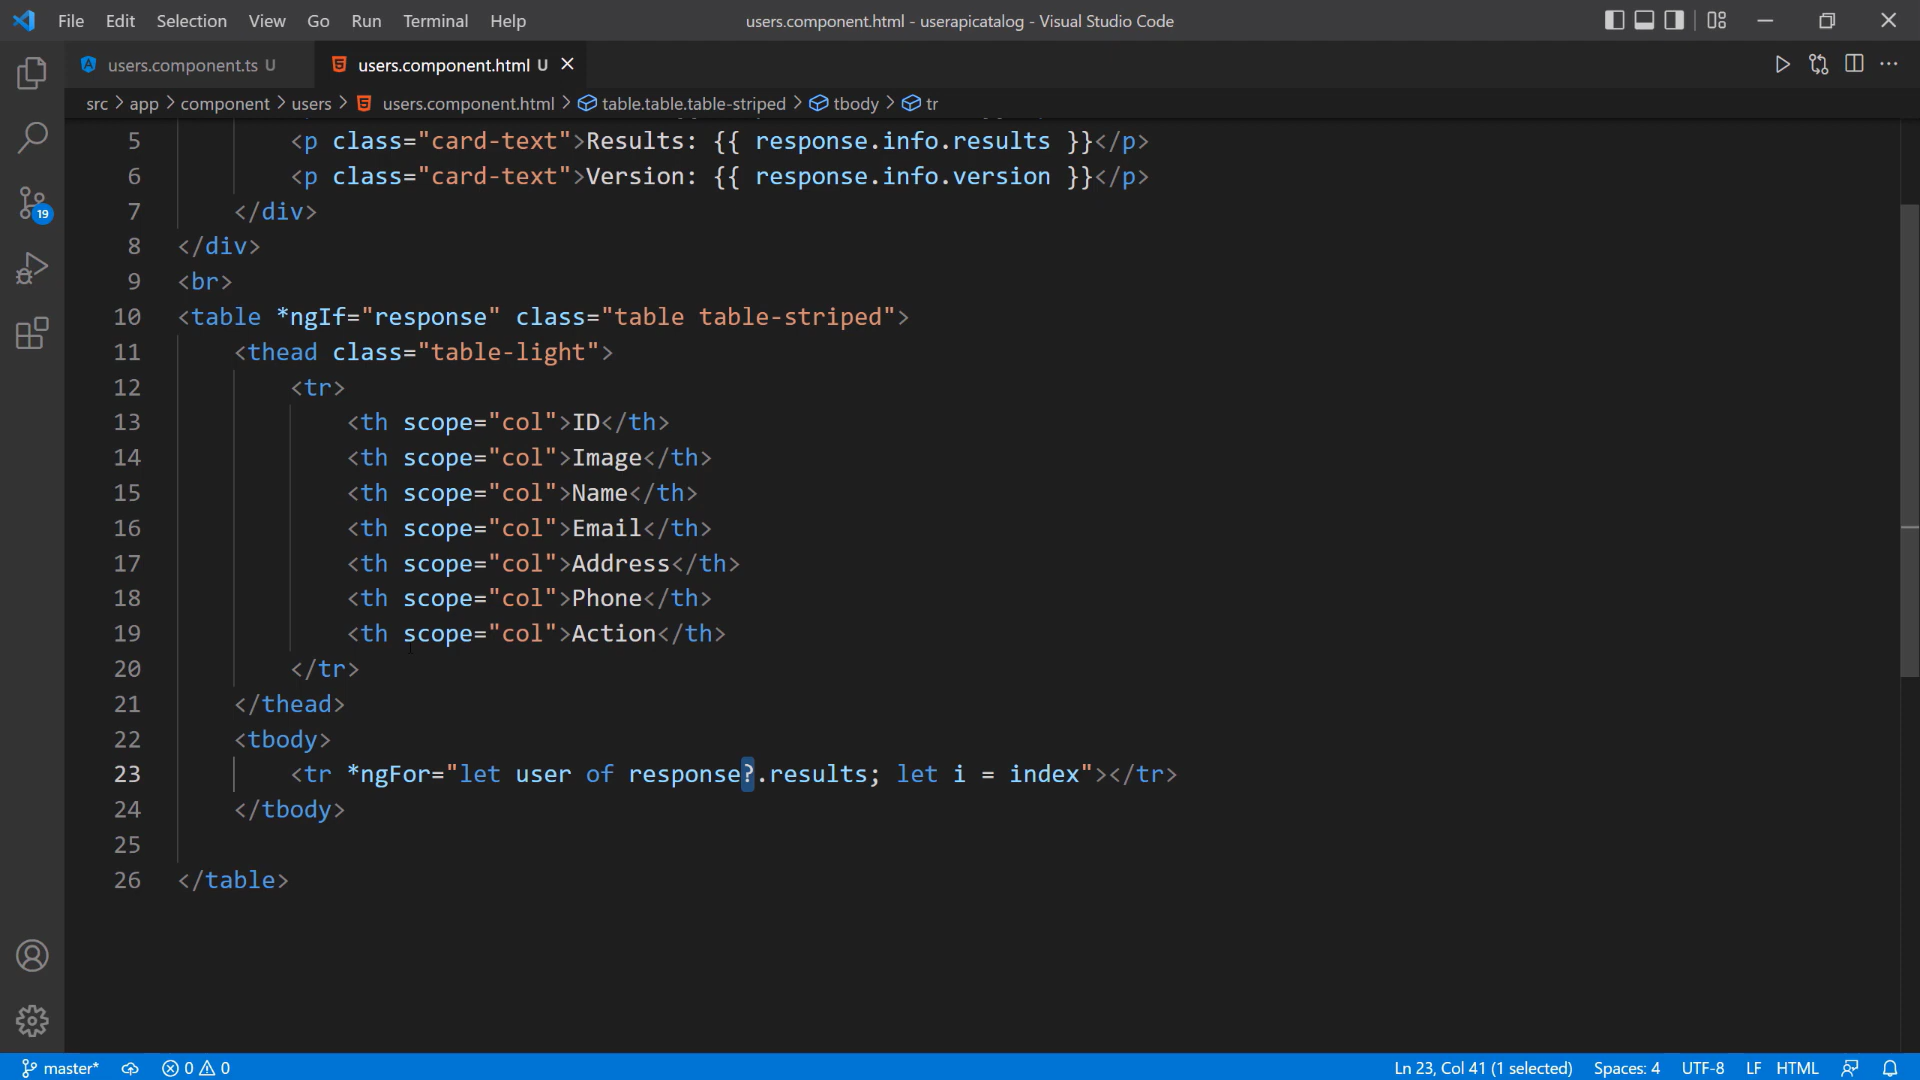 File Edit Selection View Go Run Terminal Help users.component.html - userapicatalog - Visual Studio Code
users.component.ts U users.component.html U
src > app > component > users > users.component.html > table.table.table-striped > tbody > tr
5 <p class="card-text">Results: {{ response.info.results }}</p>
6 <p class="card-text">Version: {{ response.info.version }}</p>
7 </div>
8 </div>
9 <br>
10 <table *ngIf="response" class="table table-striped">
11 <thead class="table-light">
12 <tr>
13 <th scope="col">ID</th>
14 <th scope="col">Image</th>
15 <th scope="col">Name</th>
16 <th scope="col">Email</th>
17 <th scope="col">Address</th>
18 <th scope="col">Phone</th>
19 <th scope="col">Action</th>
20 </tr>
21 </thead>
22 <tbody>
23 <tr *ngFor="let user of response?.results; let i = index"></tr>
24 </tbody>
25
26 </table>
19
master* 0 0 Ln 23, Col 41 (1 selected) Spaces: 4 UTF-8 LF HTML